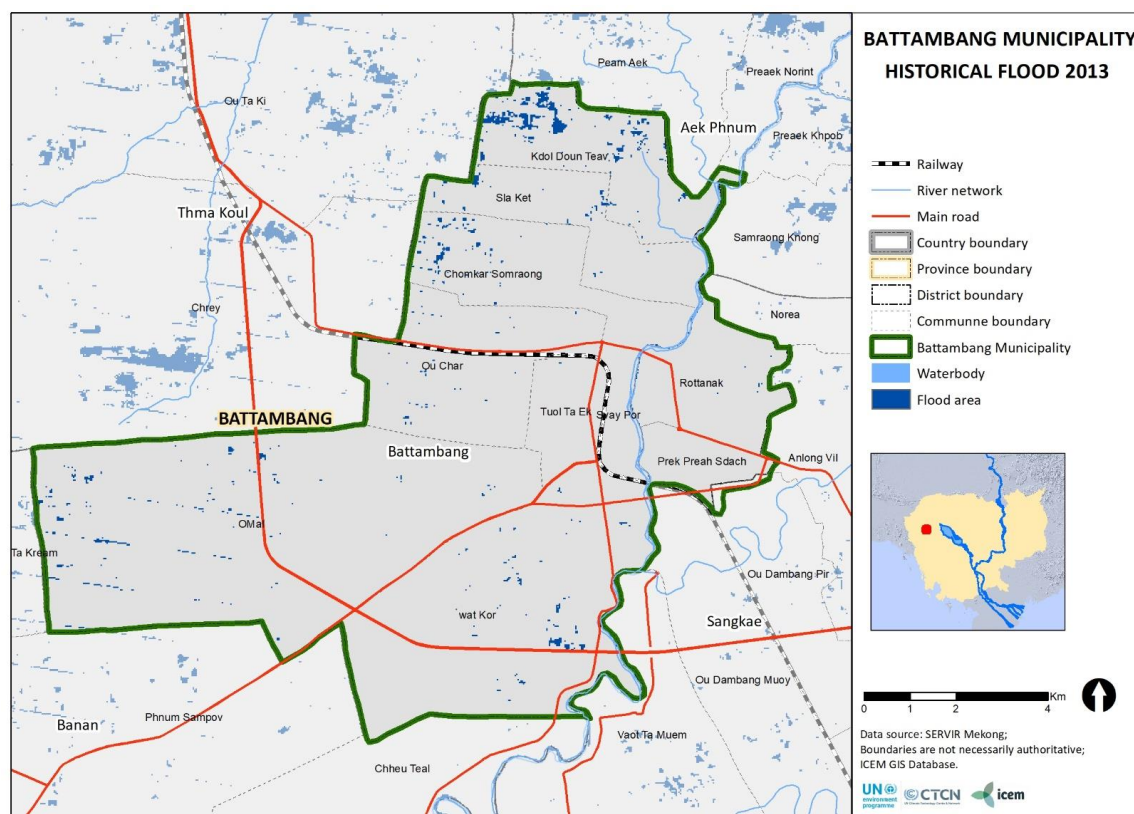 BATTAMBANG MUNICIPALITY
HISTORICAL FLOOD 2013
Railway
River network
Main road
Country boundary
Province boundary
District boundary
Communne boundary
Battambang Municipality
Waterbody
Flood area
Km
0 1 2 4
Data source: SERVIR Mekong;
Boundaries are not necessarily authoritative;
ICEM GIS Database.
UN
environment
programme
CTCN
icem
Peam Aek
Preaek Norint
Ou Ta Ki
Aek Phnum
Preaek Khpob
Kdol Doun Teav
Sla Ket
Thma Koul
Samraong Khong
Chomkar Somraong
Chrey
Norea
Ou Char
Rottanak
BATTAMBANG
Tuol Ta Ek
Svay Por
Battambang
Prek Preah Sdach
Anlong Vil
OMal
Ta Kream
Ou Dambang Pir
wat Kor
Sangkae
Ou Dambang Muoy
Phnum Sampov
Banan
Vaot Ta Muem
Chheu Teal